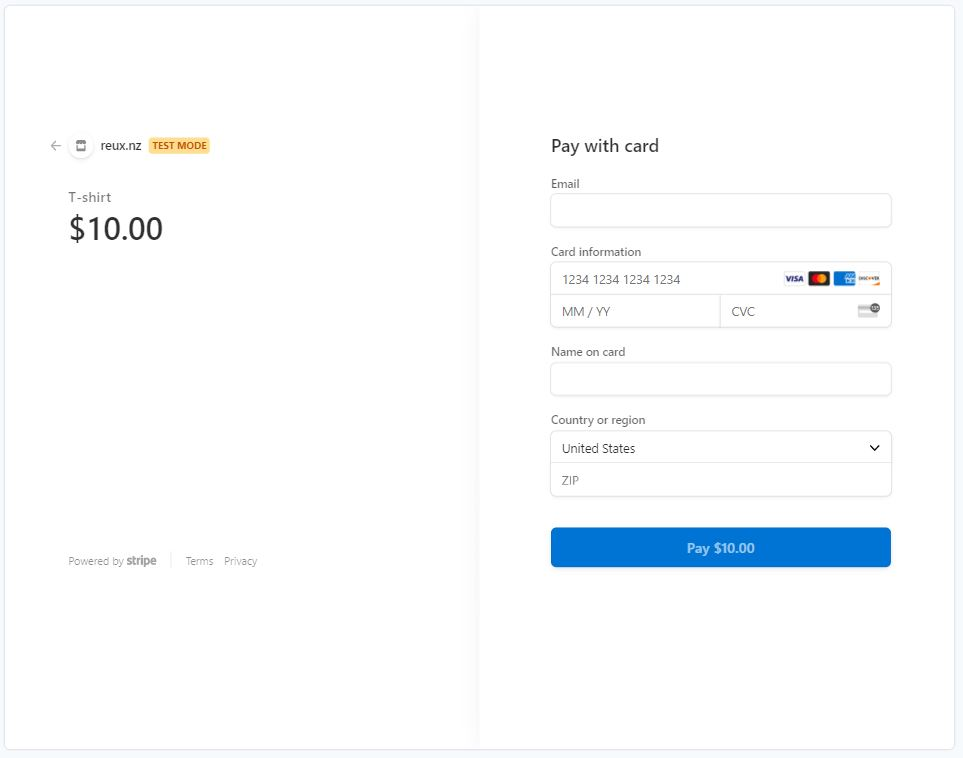 reux.nz TEST MODE
T-shirt
$10.00
Powered by stripe Terms Privacy
Pay with card
Email
Card information
1234 1234 1234 1234 VISA DISCOVER
MM / YY CVC 135
Name on card
Country or region
United States
ZIP
Pay $10.00